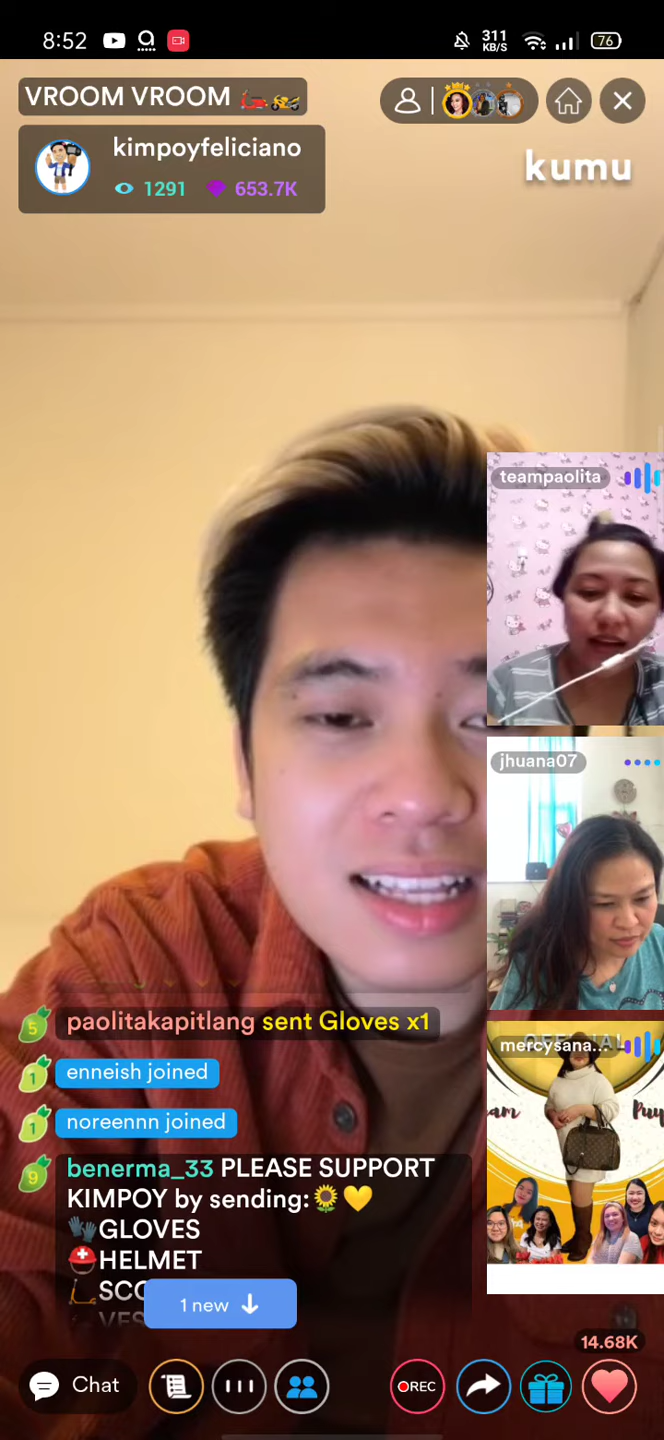 8:52
311
KB/S
76
VROOM VROOM 🛵🏍️
kimpoyfeliciano
1291 653.7K
kumu
teampaolita
jhuana07
mercysana...
5 paolitakapitlang sent Gloves x1
1 enneish joined
1 noreennn joined
9 benerma_33 PLEASE SUPPORT
KIMPOY by sending:🌻💛
🧤GLOVES
⛑️HELMET
🛴SCO
VES
1 new
14.68K
Chat
REC